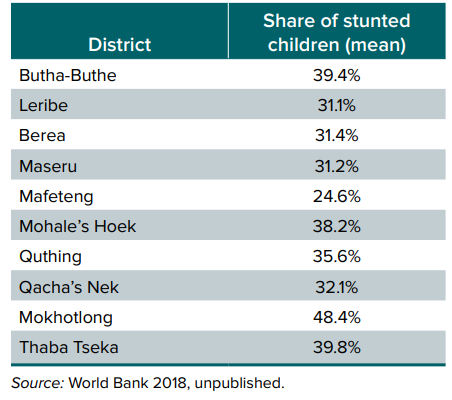 District Share of stunted
children (mean)
Butha-Buthe 39.4%
Leribe 31.1%
Berea 31.4%
Maseru 31.2%
Mafeteng 24.6%
Mohale’s Hoek 38.2%
Quthing 35.6%
Qacha’s Nek 32.1%
Mokhotlong 48.4%
Thaba Tseka 39.8%
Source: World Bank 2018, unpublished.